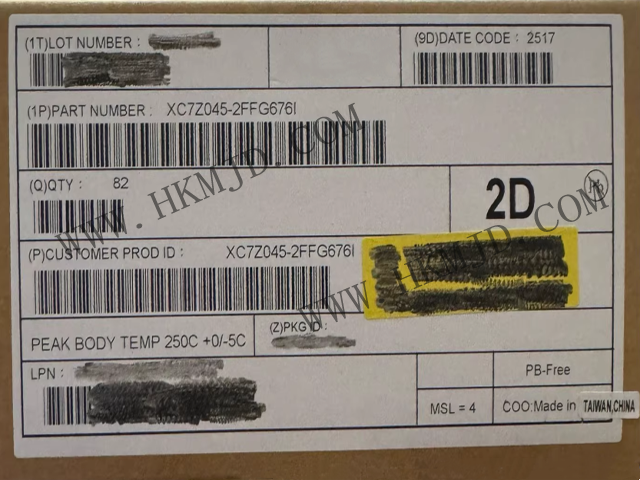 (1T)LOT NUMBER :
(9D)DATE CODE : 2517
(1P)PART NUMBER : XC7Z045-2FFG676I
(Q)QTY : 82
2D
(P)CUSTOMER PROD ID : XC7Z045-2FFG676I
PEAK BODY TEMP 250C +0/-5C
(Z)PKG ID :
LPN :
PB-Free
MSL = 4
COO:Made in TAIWAN,CHINA
WWW.HKMJD.COM
WWW.HKMJD.COM